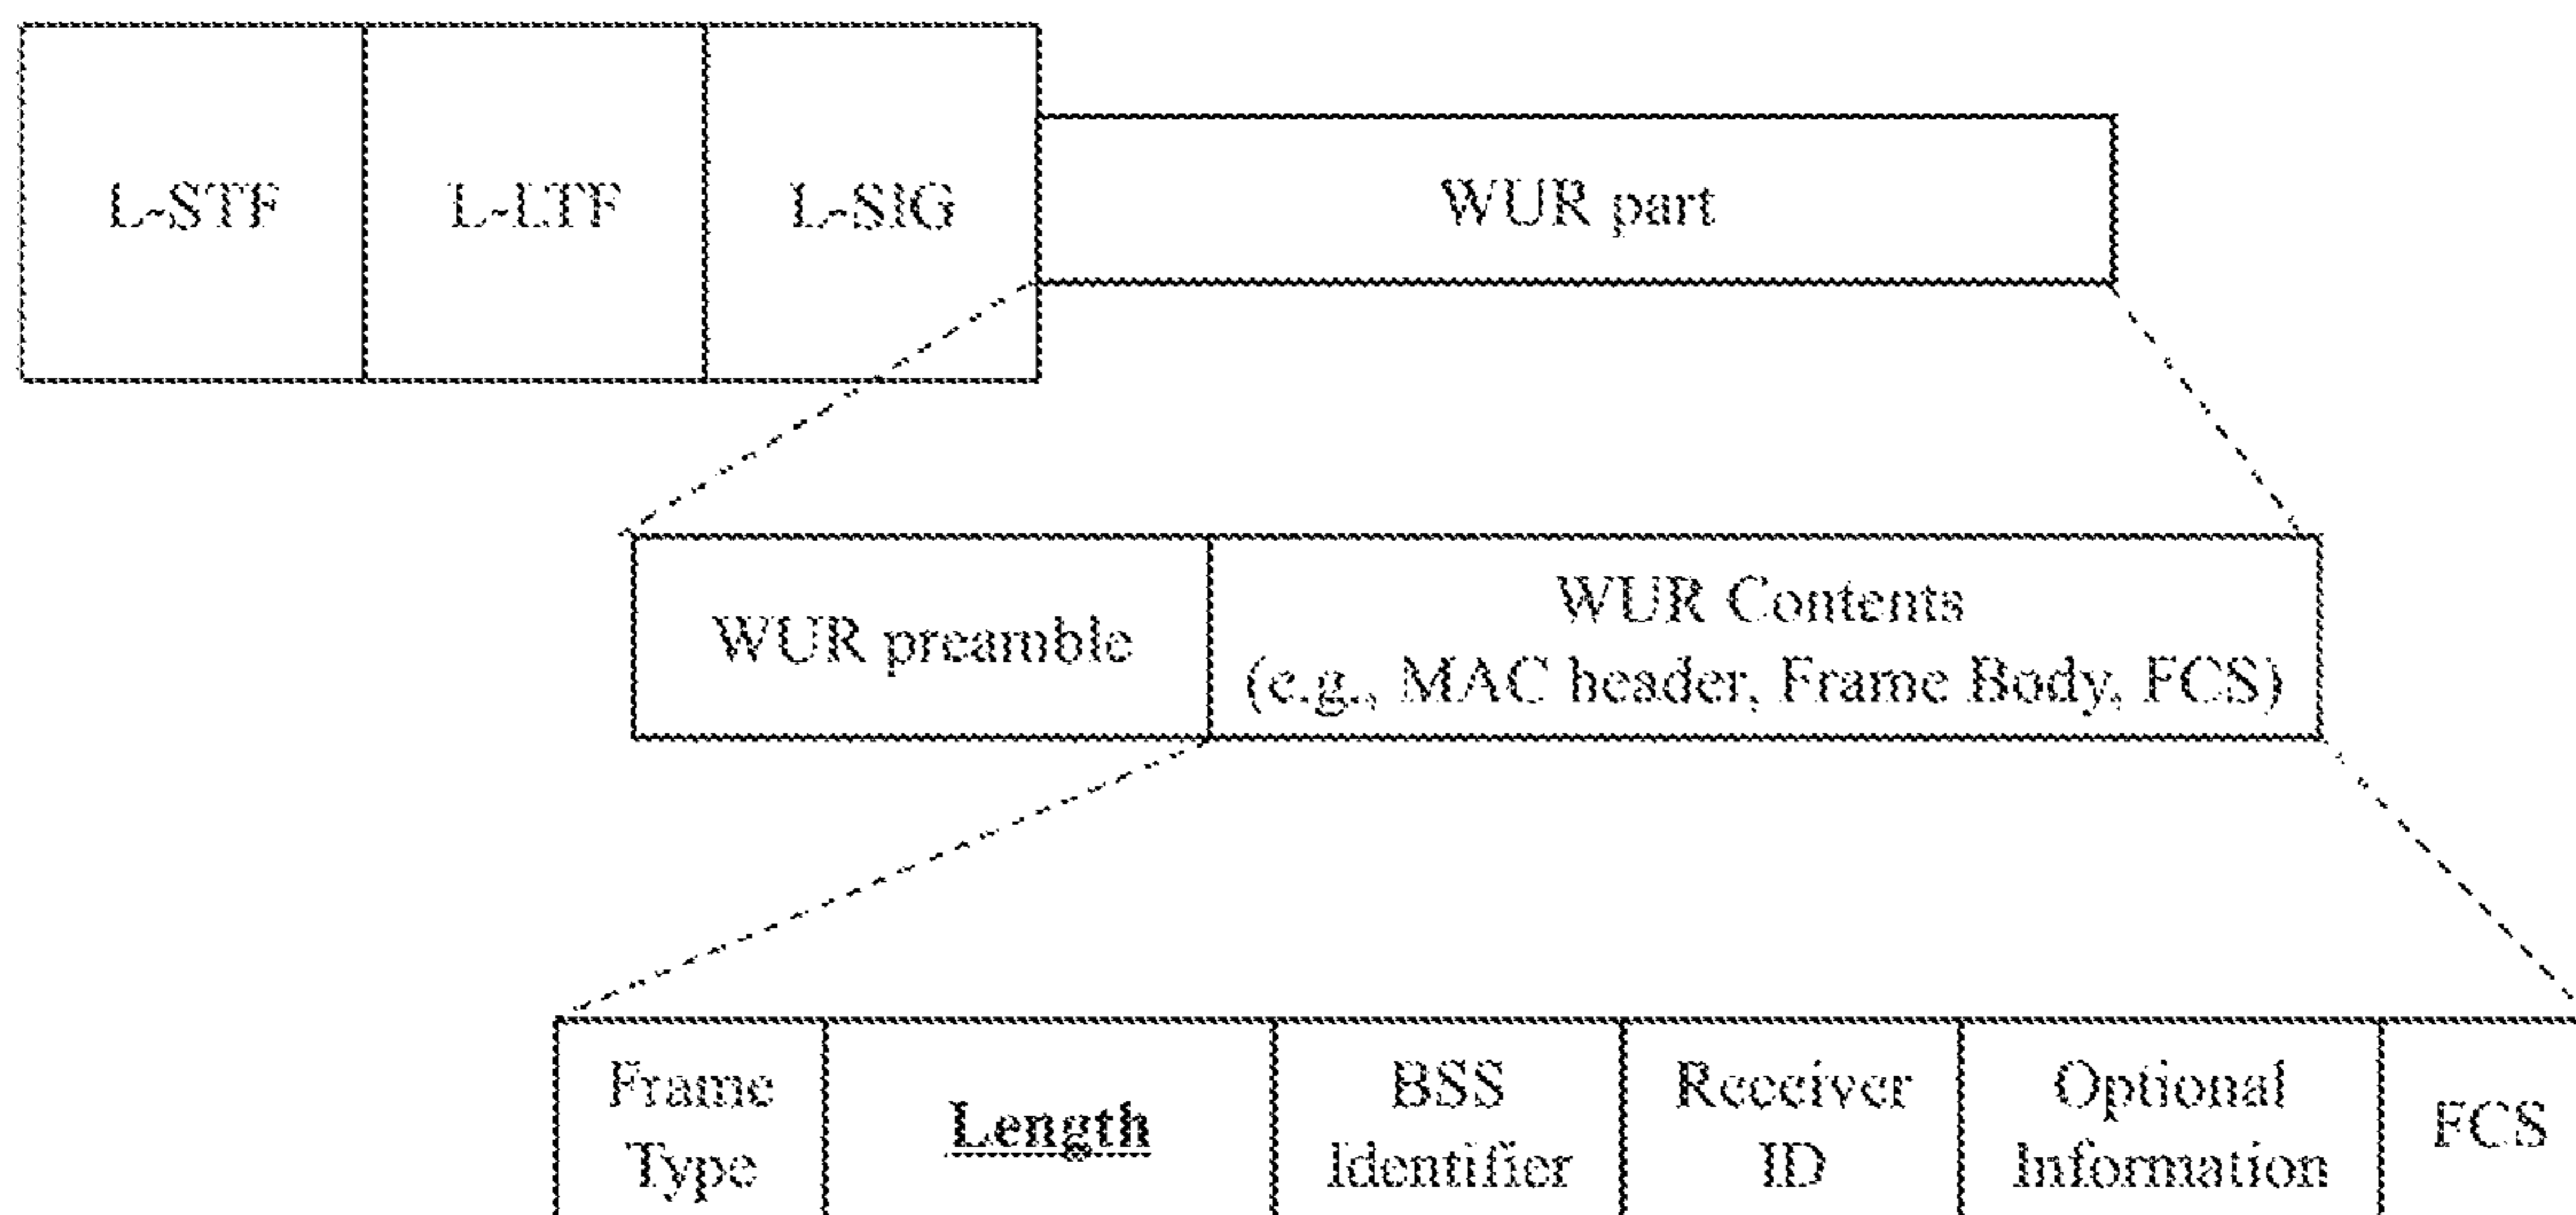 L-STF
L-LTF
L-SIG
WUR part
WUR preamble
WUR Contents
(e.g., MAC header, Frame Body, FCS)
Frame
Type
Length
BSS
Identifier
Receiver
ID
Optional
Information
FCS